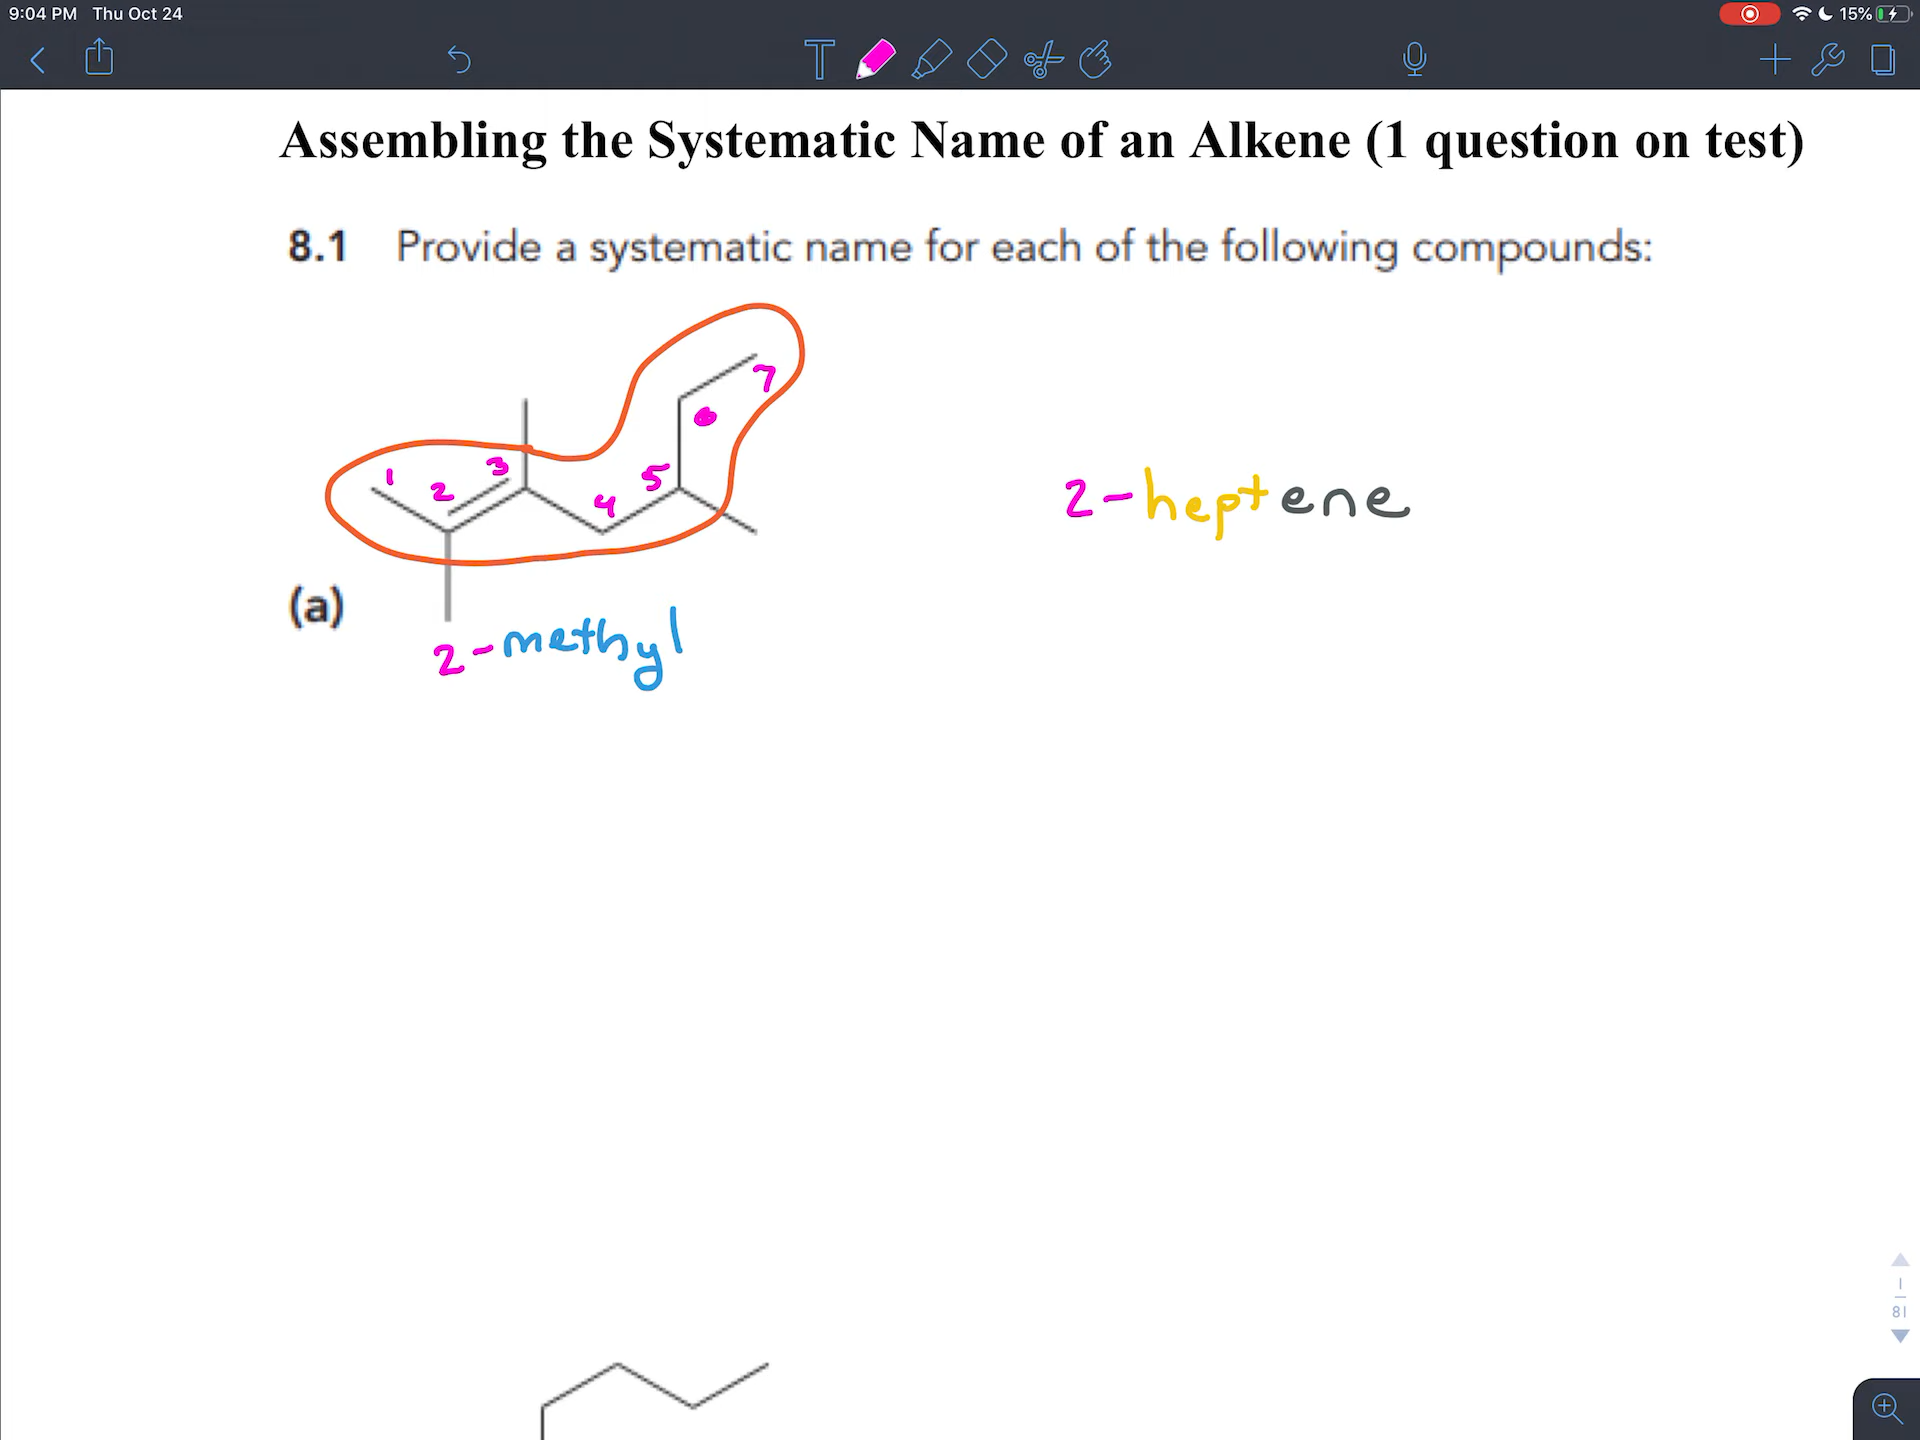 9:04 PM Thu Oct 24
15%
T
Assembling the Systematic Name of an Alkene (1 question on test)
8.1 Provide a systematic name for each of the following compounds:
7
6
1 2 3 4 5
2-heptene
(a)
2-methyl
1
81